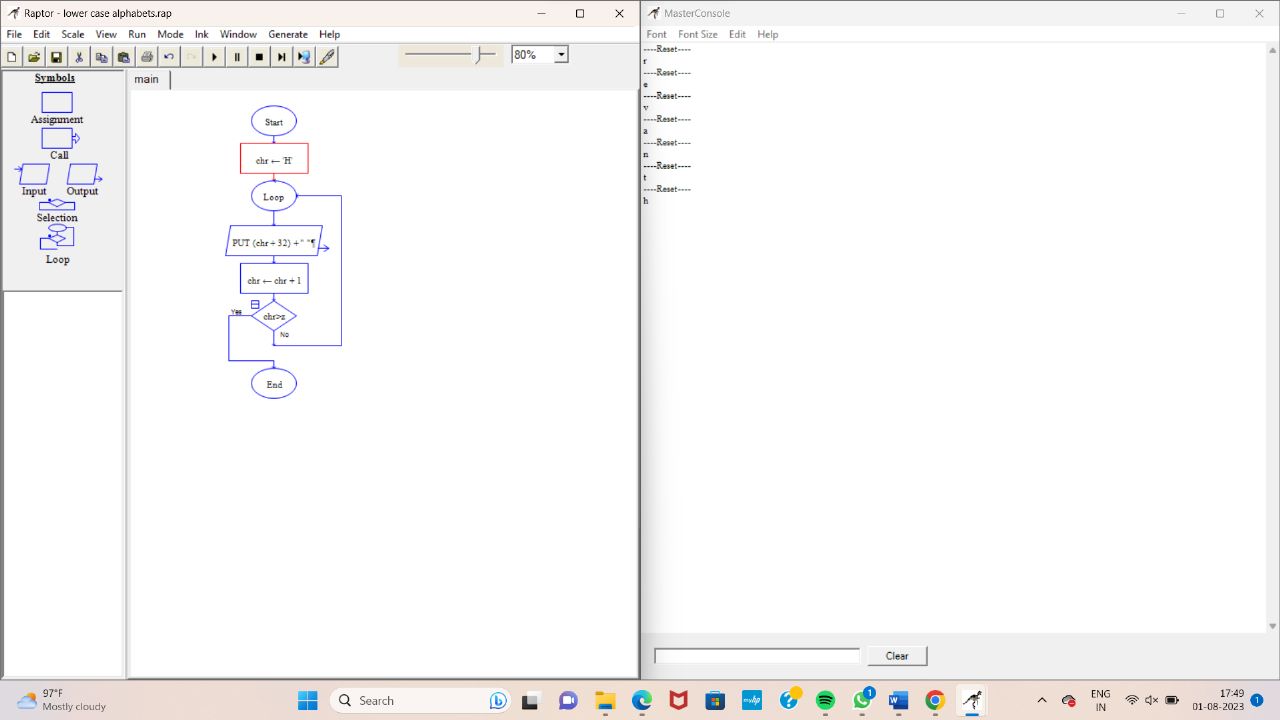 Raptor - lower case alphabets.rap
File Edit Scale View Run Mode Ink Window Generate Help
80%
Symbols
Assignment
Call
Input Output
Selection
Loop
main
Start
chr ← 'H'
Loop
PUT (chr + 32) + " "¶
chr ← chr + 1
Yes
chr>z
No
End
MasterConsole
Font Font Size Edit Help
----Reset----
r
----Reset----
e
----Reset----
v
----Reset----
a
----Reset----
n
----Reset----
t
----Reset----
h
Clear
97°F
Mostly cloudy
Search
myhp
1
ENG
IN
17:49
01-08-2023
1